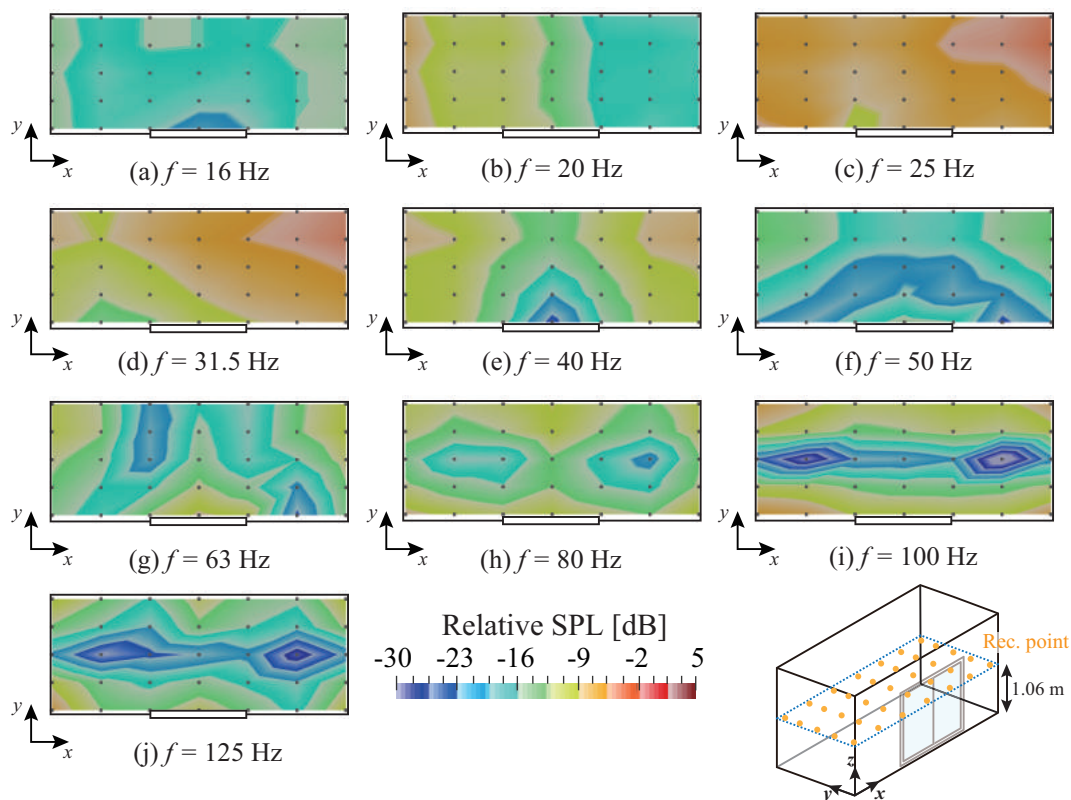 y
x
(a) f = 16 Hz
y
x
(b) f = 20 Hz
y
x
(c) f = 25 Hz
y
x
(d) f = 31.5 Hz
y
x
(e) f = 40 Hz
y
x
(f) f = 50 Hz
y
x
(g) f = 63 Hz
y
x
(h) f = 80 Hz
y
x
(i) f = 100 Hz
y
x
(j) f = 125 Hz
Relative SPL [dB]
-30 -23 -16 -9 -2 5
Rec. point
1.06 m
z
y
x